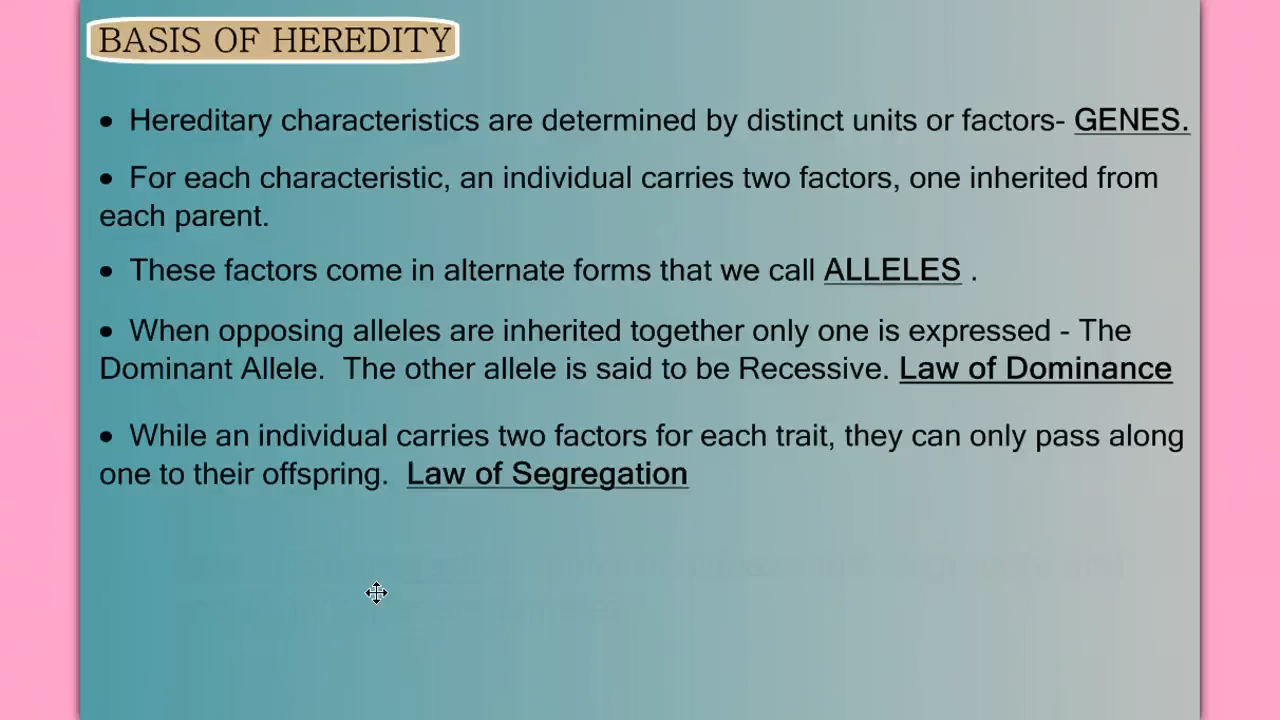 BASIS OF HEREDITY
• Hereditary characteristics are determined by distinct units or factors- GENES.
• For each characteristic, an individual carries two factors, one inherited from
each parent.
• These factors come in alternate forms that we call ALLELES .
• When opposing alleles are inherited together only one is expressed - The
Dominant Allele. The other allele is said to be Recessive. Law of Dominance
• While an individual carries two factors for each trait, they can only pass along
one to their offspring. Law of Segregation